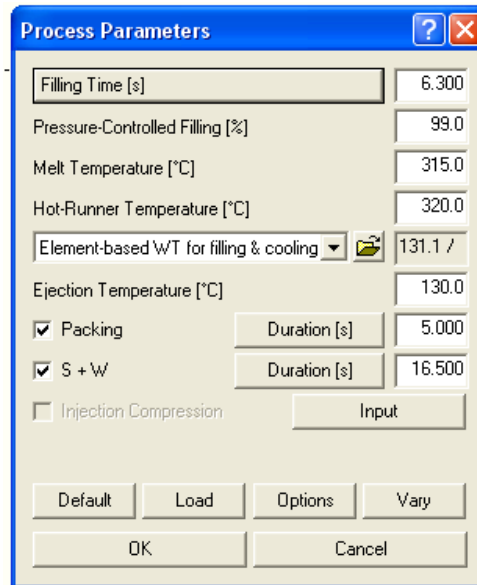 Process Parameters
Filling Time [s] 6.300
Pressure-Controlled Filling [%] 99.0
Melt Temperature [°C] 315.0
Hot-Runner Temperature [°C] 320.0
Element-based WT for filling & cooling 131.1 /
Ejection Temperature [°C] 130.0
Packing Duration [s] 5.000
S + W Duration [s] 16.500
Injection Compression Input
Default Load Options Vary
OK Cancel